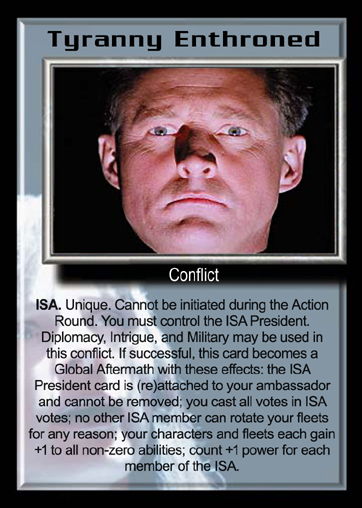 Tyranny Enthroned
Conflict
ISA. Unique. Cannot be initiated during the Action
Round. You must control the ISA President.
Diplomacy, Intrigue, and Military may be used in
this conflict. If successful, this card becomes a
Global Aftermath with these effects: the ISA
President card is (re)attached to your ambassador
and cannot be removed; you cast all votes in ISA
votes; no other ISA member can rotate your fleets
for any reason; your characters and fleets each gain
+1 to all non-zero abilities; count +1 power for each
member of the ISA.